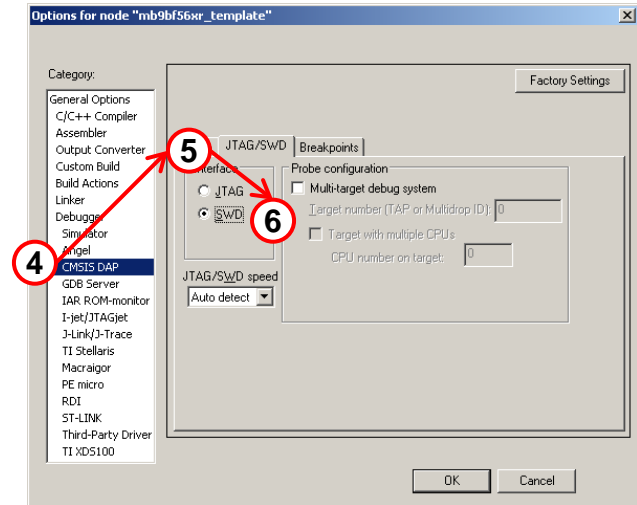 Options for node "mb9bf56xr_template"
Category:
Factory Settings
General Options
C/C++ Compiler
Assembler
Output Converter
Custom Build
Build Actions
Linker
Debugger
Simulator
Angel
CMSIS DAP
GDB Server
IAR ROM-monitor
I-jet/JTAGjet
J-Link/J-Trace
TI Stellaris
Macraigor
PE micro
RDI
ST-LINK
Third-Party Driver
TI XDS100
4
5
6
JTAG/SWD
Breakpoints
Interface
JTAG
SWD
JTAG/SWD speed
Auto detect
Probe configuration
Multi-target debug system
Target number (TAP or Multidrop ID): 0
Target with multiple CPUs
CPU number on target: 0
OK
Cancel